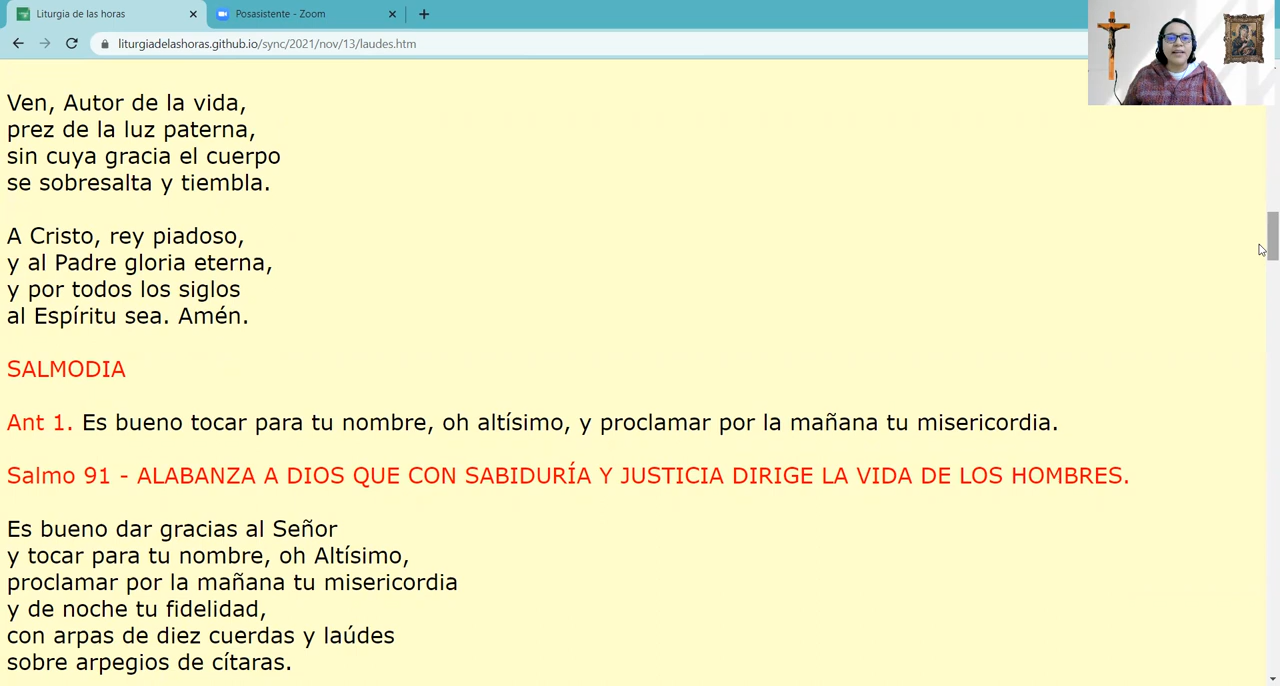 Liturgia de las horas
Posasistente - Zoom
liturgiadelashoras.github.io/sync/2021/nov/13/laudes.htm
Ven, Autor de la vida,
prez de la luz paterna,
sin cuya gracia el cuerpo
se sobresalta y tiembla.
A Cristo, rey piadoso,
y al Padre gloria eterna,
y por todos los siglos
al Espíritu sea. Amén.
SALMODIA
Ant 1. Es bueno tocar para tu nombre, oh altísimo, y proclamar por la mañana tu misericordia.
Salmo 91 - ALABANZA A DIOS QUE CON SABIDURÍA Y JUSTICIA DIRIGE LA VIDA DE LOS HOMBRES.
Es bueno dar gracias al Señor
y tocar para tu nombre, oh Altísimo,
proclamar por la mañana tu misericordia
y de noche tu fidelidad,
con arpas de diez cuerdas y laúdes
sobre arpegios de cítaras.